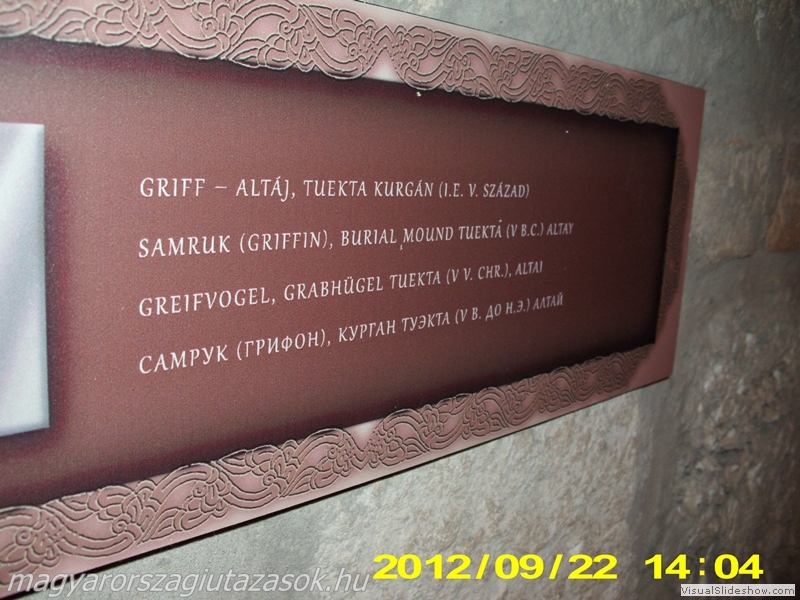 GRIFF – ALTÁJ, TUEKTA KURGÁN (I.E. V. SZÁZAD)
SAMRUK (GRIFFIN), BURIAL MOUND TUEKTA (V B.C.) ALTAY
GREIFVOGEL, GRABHÜGEL TUEKTA (V V. CHR.), ALTAI
САМРУК (ГРИФОН), КУРГАН ТУЭКТА (V В. ДО Н.Э.) АЛТАЙ
2012/09/22 14:04
magyarorszagiutazasok.hu
VisualSlideshow.com